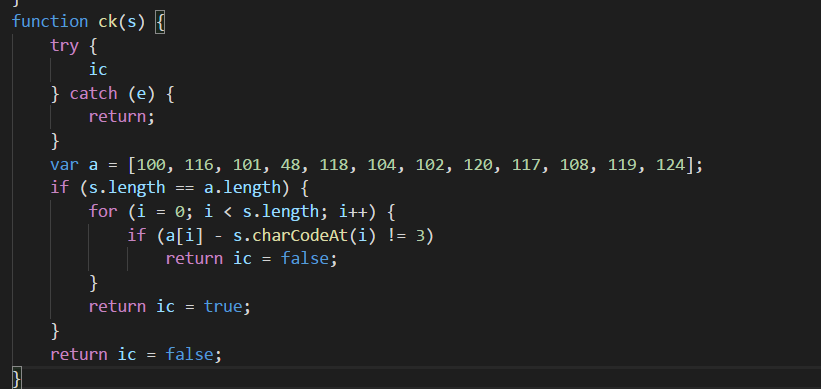 }
function ck(s) {
    try {
        ic
    } catch (e) {
        return;
    }
    var a = [100, 116, 101, 48, 118, 104, 102, 120, 117, 108, 119, 124];
    if (s.length == a.length) {
        for (i = 0; i < s.length; i++) {
            if (a[i] - s.charCodeAt(i) != 3)
                return ic = false;
        }
        return ic = true;
    }
    return ic = false;
}